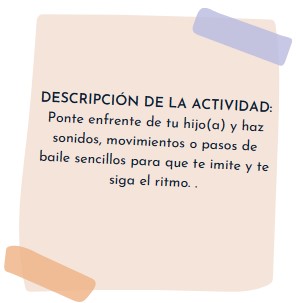 DESCRIPCIÓN DE LA ACTIVIDAD:
Ponte enfrente de tu hijo(a) y haz
sonidos, movimientos o pasos de
baile sencillos para que te imite y te
siga el ritmo. .